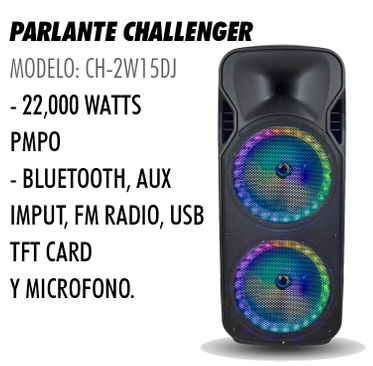 PARLANTE CHALLENGER
MODELO: CH-2W15DJ
- 22,000 WATTS
PMPO
- BLUETOOTH, AUX
IMPUT, FM RADIO, USB
TFT CARD
Y MICROFONO.